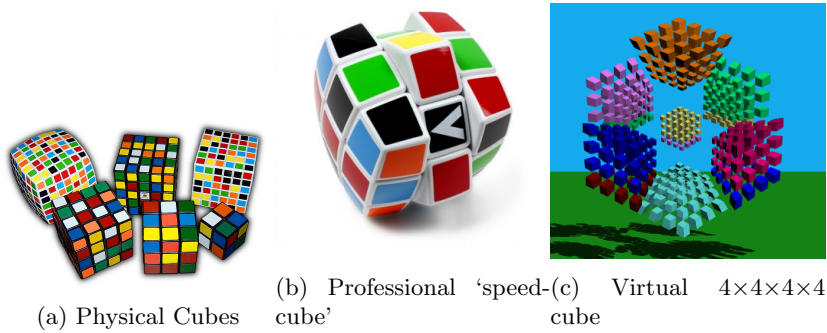 (a) Physical Cubes
(b) Professional ‘speed-
cube’
(c) Virtual 4×4×4×4
cube